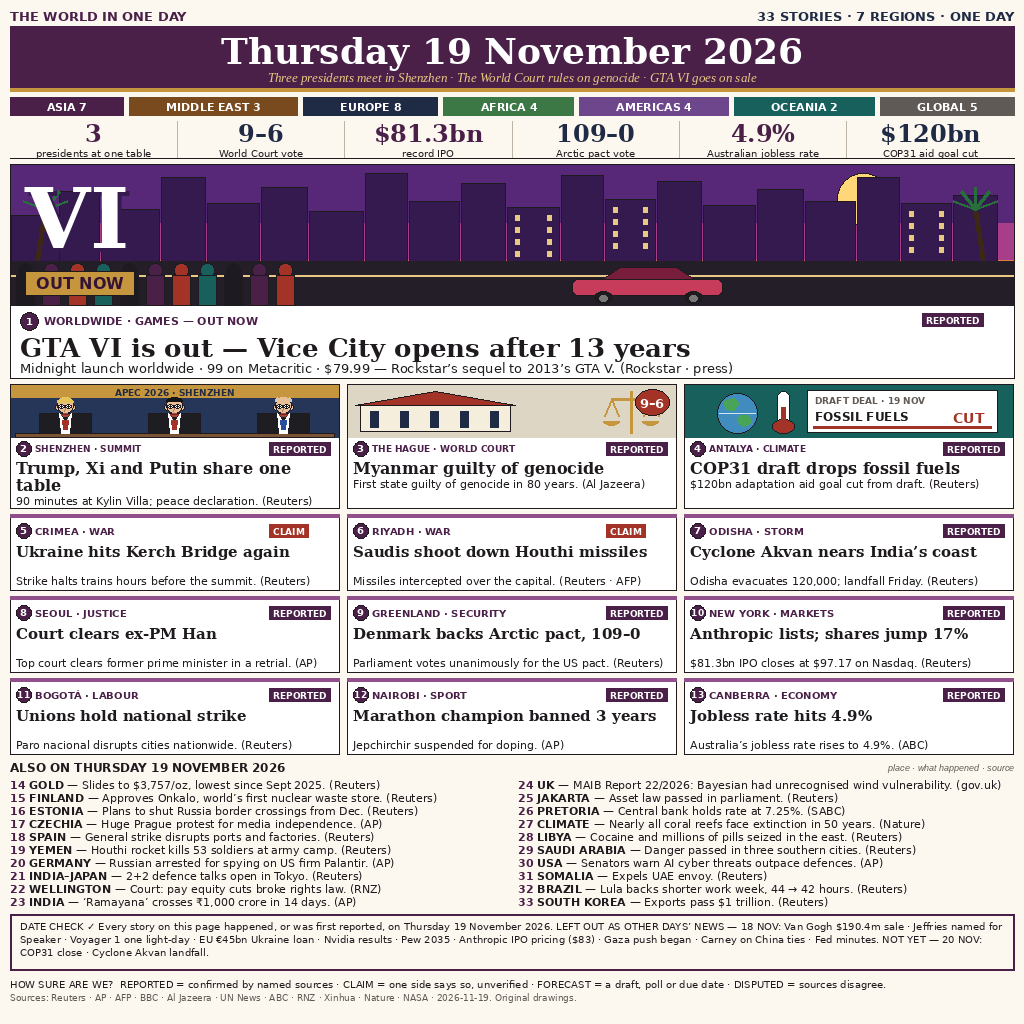 THE WORLD IN ONE DAY
33 STORIES · 7 REGIONS · ONE DAY
Thursday 19 November 2026
Three presidents meet in Shenzhen · The World Court rules on genocide · GTA VI goes on sale
ASIA 7
MIDDLE EAST 3
EUROPE 8
AFRICA 4
AMERICAS 4
OCEANIA 2
GLOBAL 5
3
presidents at one table
9–6
World Court vote
$81.3bn
record IPO
109–0
Arctic pact vote
4.9%
Australian jobless rate
$120bn
COP31 aid goal cut
VI
OUT NOW
1 WORLDWIDE · GAMES — OUT NOW
REPORTED
GTA VI is out — Vice City opens after 13 years
Midnight launch worldwide · 99 on Metacritic · $79.99 — Rockstar’s sequel to 2013’s GTA V. (Rockstar · press)
APEC 2026 · SHENZHEN
2 SHENZHEN · SUMMIT
REPORTED
Trump, Xi and Putin share one
table
90 minutes at Kylin Villa; peace declaration. (Reuters)
9–6
3 THE HAGUE · WORLD COURT
REPORTED
Myanmar guilty of genocide
First state guilty of genocide in 80 years. (Al Jazeera)
DRAFT DEAL · 19 NOV
FOSSIL FUELS
CUT
4 ANTALYA · CLIMATE
REPORTED
COP31 draft drops fossil fuels
$120bn adaptation aid goal cut from draft. (Reuters)
5 CRIMEA · WAR
CLAIM
Ukraine hits Kerch Bridge again
Strike halts trains hours before the summit. (Reuters)
6 RIYADH · WAR
CLAIM
Saudis shoot down Houthi missiles
Missiles intercepted over the capital. (Reuters · AFP)
7 ODISHA · STORM
REPORTED
Cyclone Akvan nears India’s coast
Odisha evacuates 120,000; landfall Friday. (Reuters)
8 SEOUL · JUSTICE
REPORTED
Court clears ex-PM Han
Top court clears former prime minister in a retrial. (AP)
9 GREENLAND · SECURITY
REPORTED
Denmark backs Arctic pact, 109–0
Parliament votes unanimously for the US pact. (Reuters)
10 NEW YORK · MARKETS
REPORTED
Anthropic lists; shares jump 17%
$81.3bn IPO closes at $97.17 on Nasdaq. (Reuters)
11 BOGOTÁ · LABOUR
REPORTED
Unions hold national strike
Paro nacional disrupts cities nationwide. (Reuters)
12 NAIROBI · SPORT
REPORTED
Marathon champion banned 3 years
Jepchirchir suspended for doping. (AP)
13 CANBERRA · ECONOMY
REPORTED
Jobless rate hits 4.9%
Australia’s jobless rate rises to 4.9%. (ABC)
ALSO ON THURSDAY 19 NOVEMBER 2026
place · what happened · source
14 GOLD — Slides to $3,757/oz, lowest since Sept 2025. (Reuters)
15 FINLAND — Approves Onkalo, world’s first nuclear waste store. (Reuters)
16 ESTONIA — Plans to shut Russia border crossings from Dec. (Reuters)
17 CZECHIA — Huge Prague protest for media independence. (AP)
18 SPAIN — General strike disrupts ports and factories. (Reuters)
19 YEMEN — Houthi rocket kills 53 soldiers at army camp. (Reuters)
20 GERMANY — Russian arrested for spying on US firm Palantir. (AP)
21 INDIA–JAPAN — 2+2 defence talks open in Tokyo. (Reuters)
22 WELLINGTON — Court: pay equity cuts broke rights law. (RNZ)
23 INDIA — ‘Ramayana’ crosses ₹1,000 crore in 14 days. (AP)
24 UK — MAIB Report 22/2026: Bayesian had unrecognised wind vulnerability. (gov.uk)
25 JAKARTA — Asset law passed in parliament. (Reuters)
26 PRETORIA — Central bank holds rate at 7.25%. (SABC)
27 CLIMATE — Nearly all coral reefs face extinction in 50 years. (Nature)
28 LIBYA — Cocaine and millions of pills seized in the east. (Reuters)
29 SAUDI ARABIA — Danger passed in three southern cities. (Reuters)
30 USA — Senators warn AI cyber threats outpace defences. (AP)
31 SOMALIA — Expels UAE envoy. (Reuters)
32 BRAZIL — Lula backs shorter work week, 44 → 42 hours. (Reuters)
33 SOUTH KOREA — Exports pass $1 trillion. (Reuters)
DATE CHECK ✓ Every story on this page happened, or was first reported, on Thursday 19 November 2026. LEFT OUT AS OTHER DAYS’ NEWS — 18 NOV: Van Gogh $190.4m sale · Jeffries named for
Speaker · Voyager 1 one light-day · EU €45bn Ukraine loan · Nvidia results · Pew 2035 · Anthropic IPO pricing ($83) · Gaza push began · Carney on China ties · Fed minutes. NOT YET — 20 NOV:
COP31 close · Cyclone Akvan landfall.
HOW SURE ARE WE? REPORTED = confirmed by named sources · CLAIM = one side says so, unverified · FORECAST = a draft, poll or due date · DISPUTED = sources disagree.
Sources: Reuters · AP · AFP · BBC · Al Jazeera · UN News · ABC · RNZ · Xinhua · Nature · NASA · 2026-11-19. Original drawings.